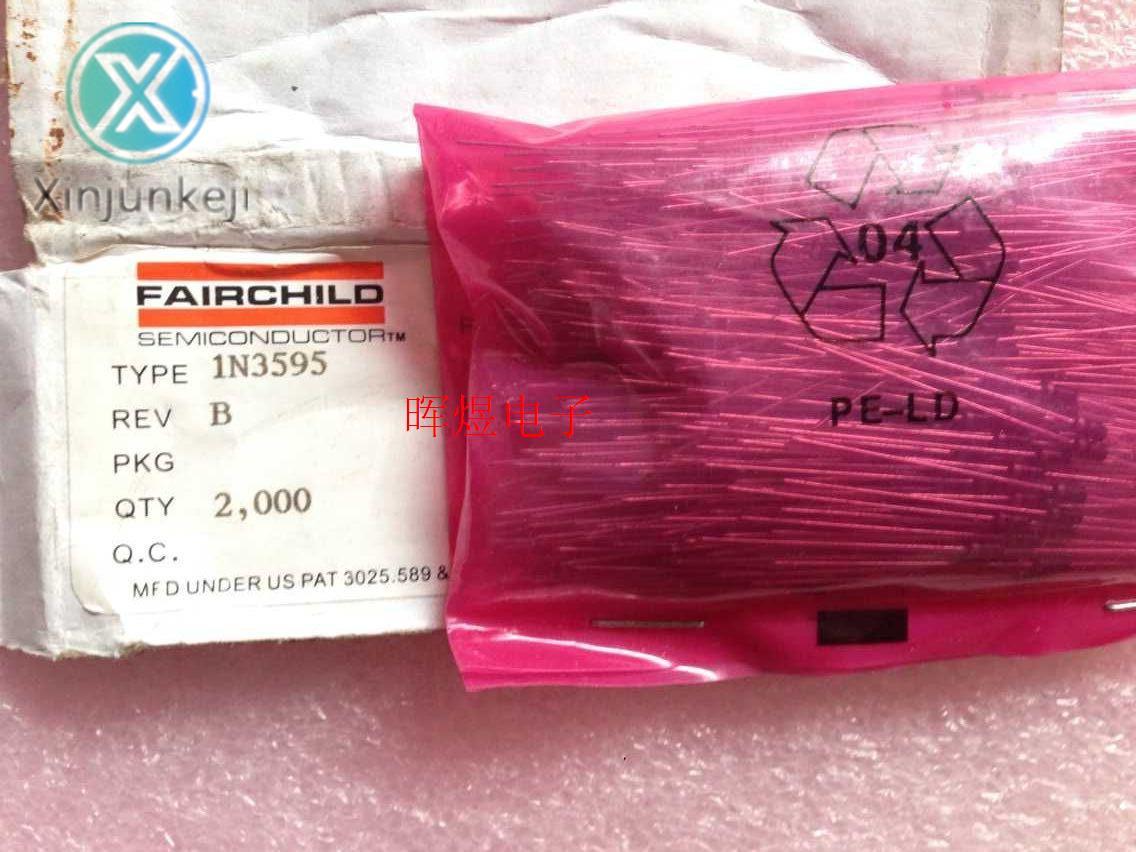 X
Xinjunkeji
FAIRCHILD
SEMICONDUCTOR™
TYPE 1N3595
REV B
PKG
QTY 2,000
Q.C.
MFD UNDER US PAT 3025.589 &
晖煜电子
04
PE-LD